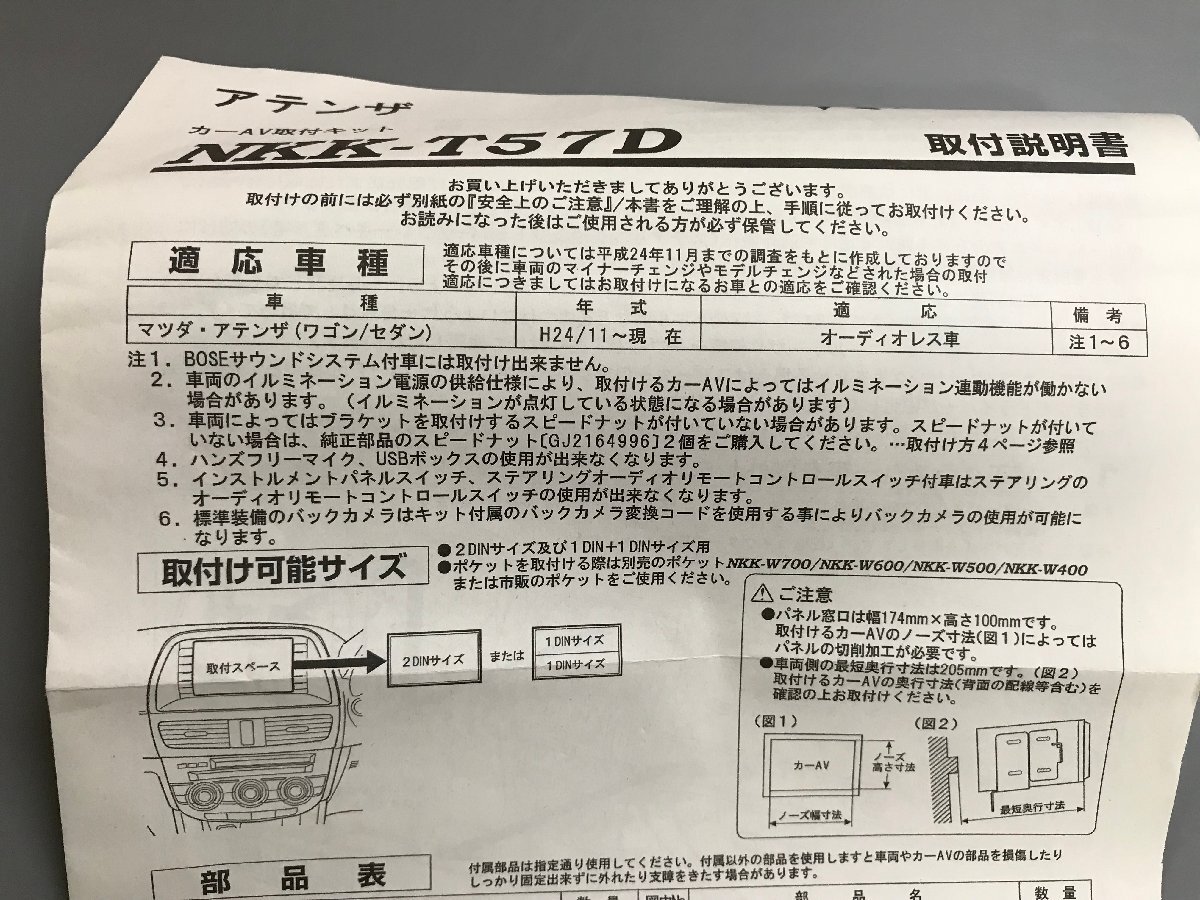 アテンザ
カーAV取付キット
NKK-T57D
取付説明書
お買い上げいただきましてありがとうございます。
取付けの前には必ず別紙の『安全上のご注意』/本書をご理解の上、手順に従ってお取付けください。
お読みになった後はご使用される方が必ず保管してください。
適応車種
適応車種については平成24年11月までの調査をもとに作成しておりますので
その後に車両のマイナーチェンジやモデルチェンジなどされた場合の取付
適応につきましてはお取付けになるお車との適応をご確認ください。
車 種 年 式 適 応 備 考
マツダ・アテンザ(ワゴン/セダン) H24/11～現 在 オーディオレス車 注1～6
注1．BOSEサウンドシステム付車には取付け出来ません。
2．車両のイルミネーション電源の供給仕様により、取付けるカーAVによってはイルミネーション連動機能が働かない
場合があります。（イルミネーションが点灯している状態になる場合があります）
3．車両によってはブラケットを取付けするスピードナットが付いていない場合があります。スピードナットが付いて
いない場合は、純正部品のスピードナット〔GJ2164996〕2個をご購入してください。…取付け方4ページ参照
4．ハンズフリーマイク、USBボックスの使用が出来なくなります。
5．インストルメントパネルスイッチ、ステアリングオーディオリモートコントロールスイッチ付車はステアリングの
オーディオリモートコントロールスイッチの使用が出来なくなります。
6．標準装備のバックカメラはキット付属のバックカメラ変換コードを使用する事によりバックカメラの使用が可能に
なります。
取付け可能サイズ
●2DINサイズ及び1DIN+1DINサイズ用
●ポケットを取付ける際は別売のポケットNKK-W700/NKK-W600/NKK-W500/NKK-W400
または市販のポケットをご使用ください。
取付スペース
2DINサイズ
または
1DINサイズ
1DINサイズ
ご注意
●パネル窓口は幅174mm×高さ100mmです。
取付けるカーAVのノーズ寸法(図1)によっては
パネルの切削加工が必要です。
●車両側の最短奥行寸法は205mmです。(図2)
取付けるカーAVの奥行寸法(背面の配線等含む)を
確認の上お取付けください。
(図1)
(図2)
カーAV
ノーズ
高さ寸法
ノーズ幅寸法
最短奥行寸法
部品表
付属部品は指定通り使用してください。付属以外の部品を使用しますと車両やカーAVの部品を損傷したり
しっかり固定出来ずに外れたり支障をきたす場合があります。
数 量 図中No 部 品 名 数 量